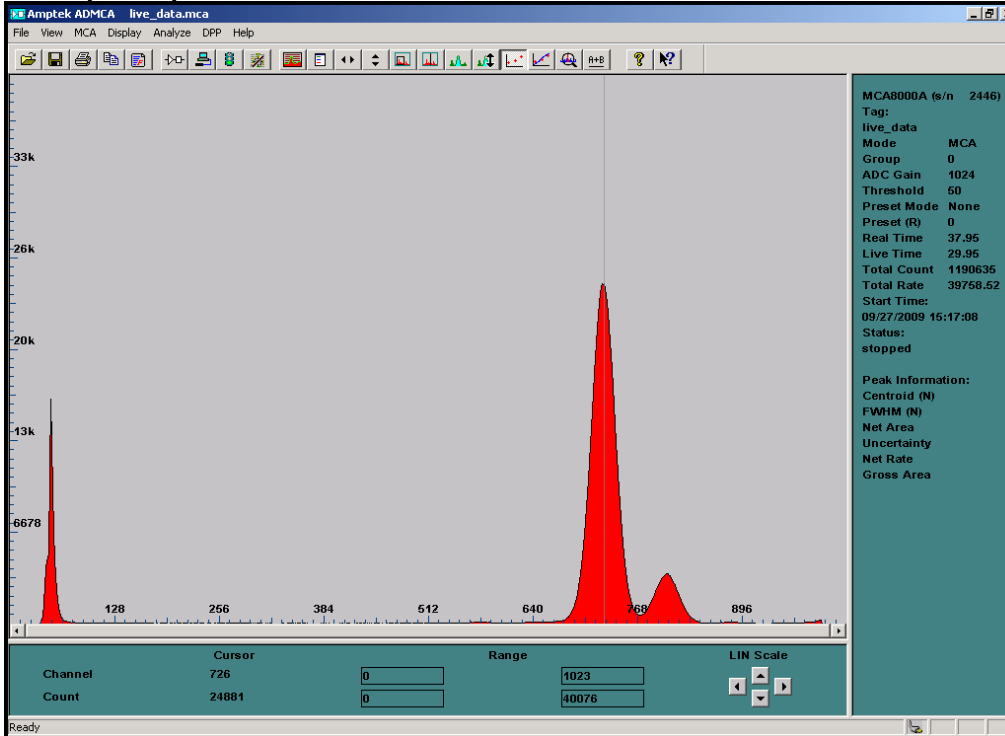 Amptek ADMCA live_data.mca
File View MCA Display Analyze DPP Help
A+B
MCA8000A (s/n 2446)
Tag:
live_data
Mode MCA
Group 0
ADC Gain 1024
Threshold 50
Preset Mode None
Preset (R) 0
Real Time 37.95
Live Time 29.95
Total Count 1190635
Total Rate 39758.52
Start Time:
09/27/2009 15:17:08
Status:
stopped
Peak Information:
Centroid (N)
FWHM (N)
Net Area
Uncertainty
Net Rate
Gross Area
33k
26k
20k
13k
6678
128 256 384 512 640 768 896
Cursor Range LIN Scale
Channel 726 0 1023
Count 24881 0 40076
Ready